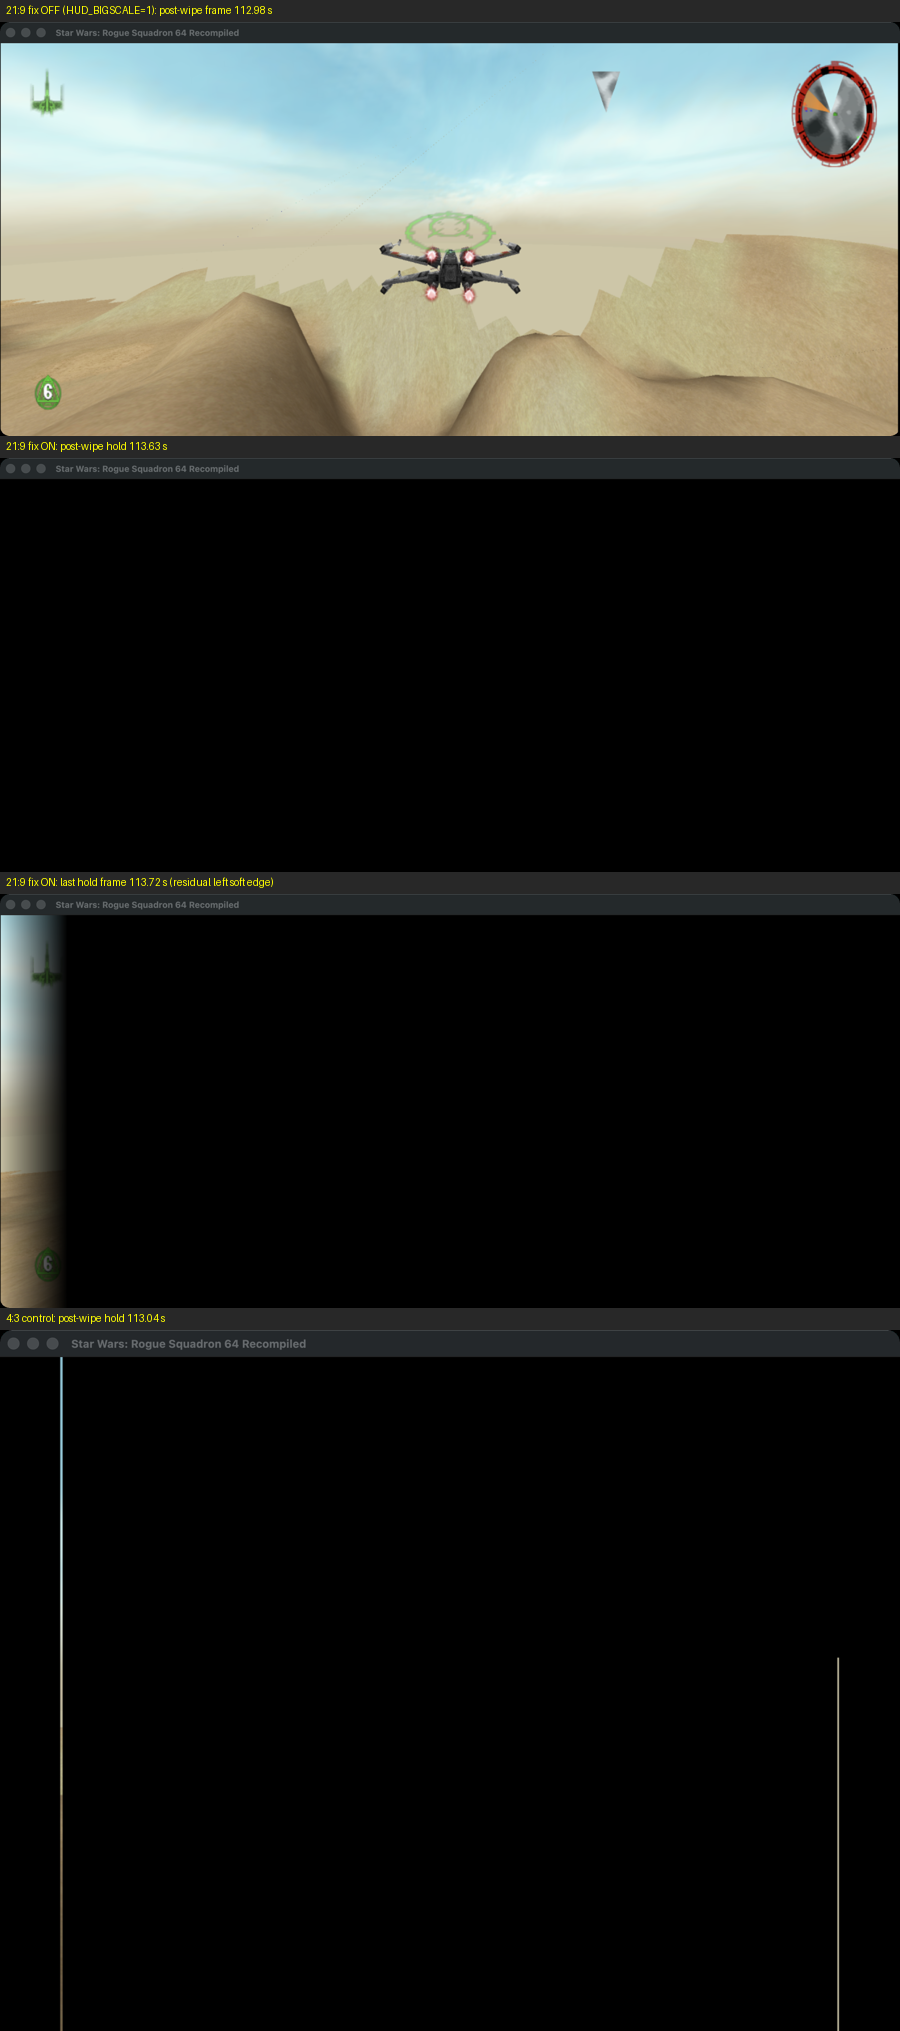 21:9 fix OFF (HUD_BIGSCALE=1): post-wipe frame 112.98 s
Star Wars: Rogue Squadron 64 Recompiled
6
21:9 fix ON: post-wipe hold 113.63 s
Star Wars: Rogue Squadron 64 Recompiled
21:9 fix ON: last hold frame 113.72 s (residual left soft edge)
Star Wars: Rogue Squadron 64 Recompiled
6
4:3 control: post-wipe hold 113.04 s
Star Wars: Rogue Squadron 64 Recompiled